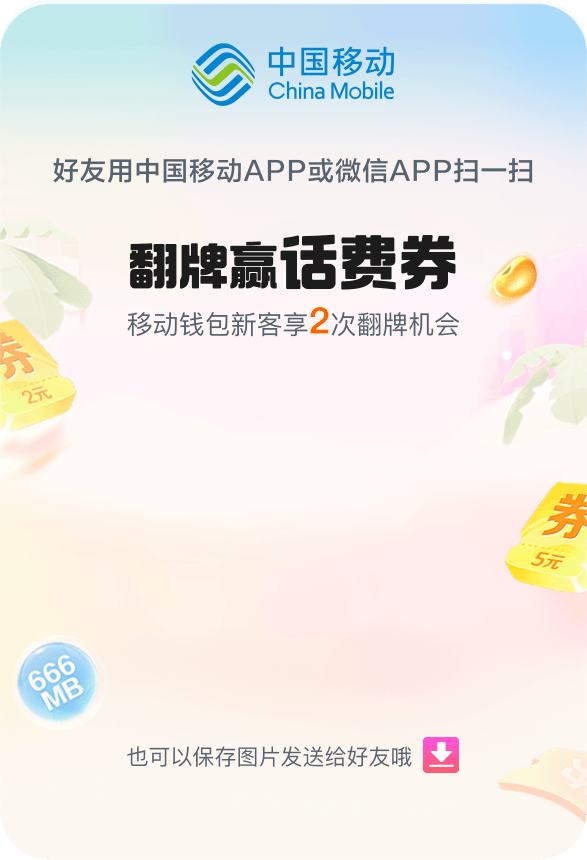 中国移动
China Mobile
好友用中国移动APP或微信APP扫一扫
翻牌赢话费券
移动钱包新客享2次翻牌机会
券
2元
券
5元
666
MB
也可以保存图片发送给好友哦